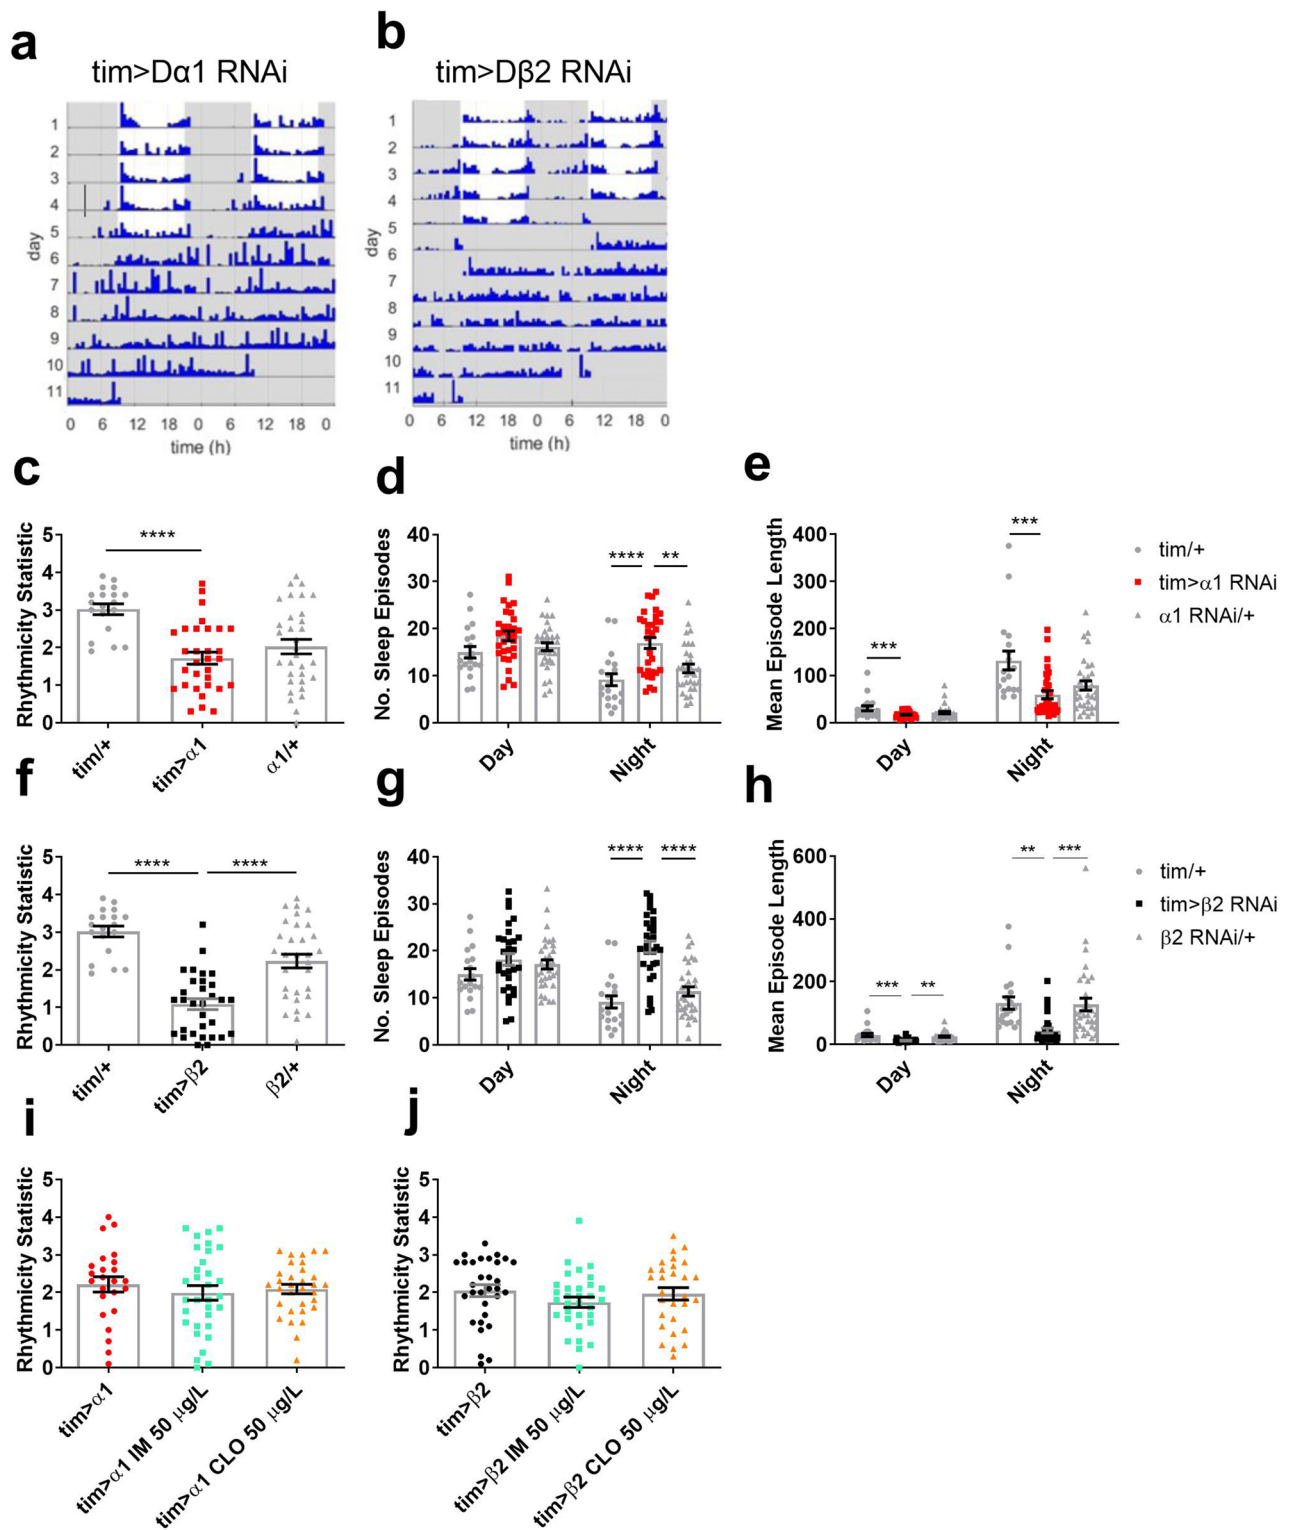 a
b
tim>Dα1 RNAi
tim>Dβ2 RNAi
day
1
2
3
4
5
6
7
8
9
10
11
0 6 12 18 0 6 12 18 0
time (h)
day
1
2
3
4
5
6
7
8
9
10
11
0 6 12 18 0 6 12 18 0
time (h)
c
Rhythmicity Statistic
5
4
3
2
1
0
****
tim/+
tim>α1
α1/+
d
No. Sleep Episodes
40
30
20
10
0
**** **
Day
Night
e
Mean Episode Length
400
300
200
100
0
***
***
Day
Night
tim/+
tim>α1 RNAi
α1 RNAi/+
f
Rhythmicity Statistic
5
4
3
2
1
0
**** ****
tim/+
tim>β2
β2/+
g
No. Sleep Episodes
40
30
20
10
0
**** ****
Day
Night
h
Mean Episode Length
600
400
200
0
*** **
** ***
Day
Night
tim/+
tim>β2 RNAi
β2 RNAi/+
i
Rhythmicity Statistic
5
4
3
2
1
0
tim>α1
tim>α1 IM 50 μg/L
tim>α1 CLO 50 μg/L
j
Rhythmicity Statistic
5
4
3
2
1
0
tim>β2
tim>β2 IM 50 μg/L
tim>β2 CLO 50 μg/L